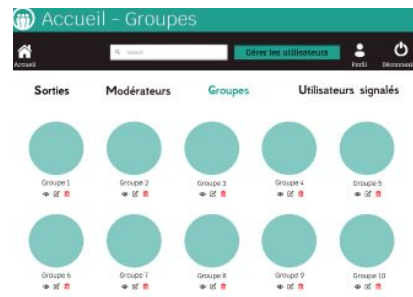 Accueil - Groupes
Search
Gérer les utilisateurs
Accueil
Profil
Déconnexi
Sorties Modérateurs Groupes Utilisateurs signalés
Groupe 1 Groupe 2 Groupe 3 Groupe 4 Groupe 5
Groupe 6 Groupe 7 Groupe 8 Groupe 9 Groupe 10